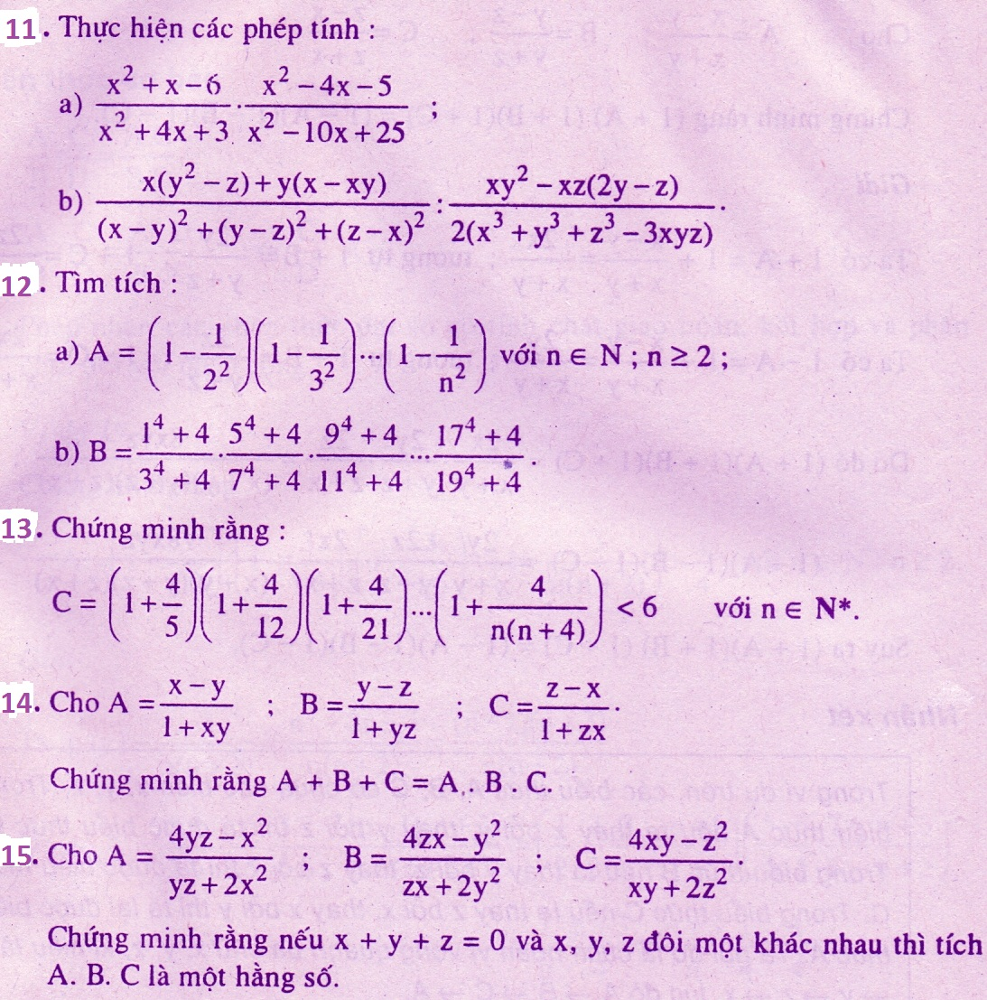 11. Thực hiện các phép tính :
a) \frac{x^2 + x - 6}{x^2 + 4x + 3} \cdot \frac{x^2 - 4x - 5}{x^2 - 10x + 25} ;
b) \frac{x(y^2 - z) + y(x - xy)}{(x - y)^2 + (y - z)^2 + (z - x)^2} : \frac{xy^2 - xz(2y - z)}{2(x^3 + y^3 + z^3 - 3xyz)} .
12. Tìm tích :
a) A = \left(1 - \frac{1}{2^2}\right)\left(1 - \frac{1}{3^2}\right)...\left(1 - \frac{1}{n^2}\right) với n ∈ N ; n ≥ 2 ;
b) B = \frac{1^4 + 4}{3^4 + 4} \cdot \frac{5^4 + 4}{7^4 + 4} \cdot \frac{9^4 + 4}{11^4 + 4} ... \frac{17^4 + 4}{19^4 + 4} .
13. Chứng minh rằng :
C = \left(1 + \frac{4}{5}\right)\left(1 + \frac{4}{12}\right)\left(1 + \frac{4}{21}\right)...\left(1 + \frac{4}{n(n + 4)}\right) < 6 với n ∈ N*.
14. Cho A = \frac{x - y}{1 + xy} ; B = \frac{y - z}{1 + yz} ; C = \frac{z - x}{1 + zx} .
Chứng minh rằng A + B + C = A . B . C.
15. Cho A = \frac{4yz - x^2}{yz + 2x^2} ; B = \frac{4zx - y^2}{zx + 2y^2} ; C = \frac{4xy - z^2}{xy + 2z^2} .
Chứng minh rằng nếu x + y + z = 0 và x, y, z đôi một khác nhau thì tích
A. B. C là một hằng số.